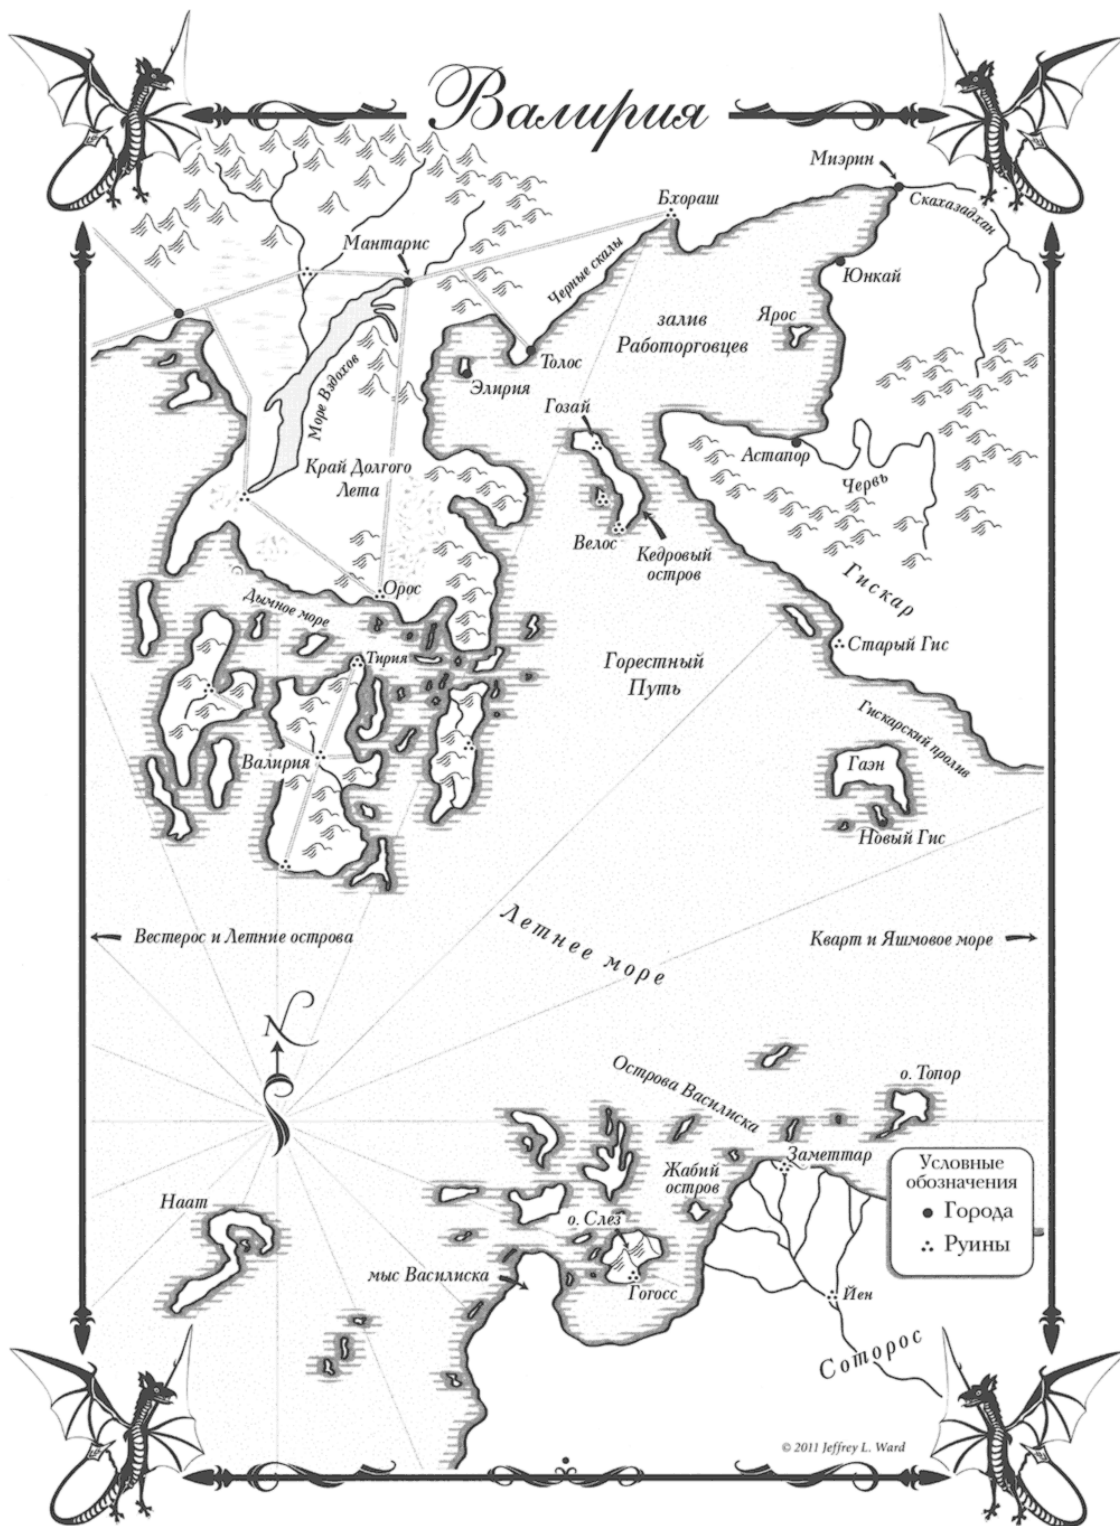 Валирия
Миэрин
Скахазадхан
Бхораш
Мантарис
Черные скалы
Юнкай
залив
Работорговцев
Ярос
Толос
Элирия
Гозай
Море Вздохов
Край Долгого
Лета
Астапор
Червь
Велос
Кедровый
остров
Гискар
Орос
Дымное море
Тирия
Старый Гис
Горестный
Путь
Гискарский пролив
Валирия
Гаэн
Новый Гис
Летнее море
Вестерос и Летние острова
Кварт и Яшмовое море
N
Острова Василиска
о. Топор
Заметтар
Жабий
остров
Условные
обозначения
Города
Руины
Наат
о. Слез
мыс Василиска
Гогосс
Йен
Соторос
© 2011 Jeffrey L. Ward